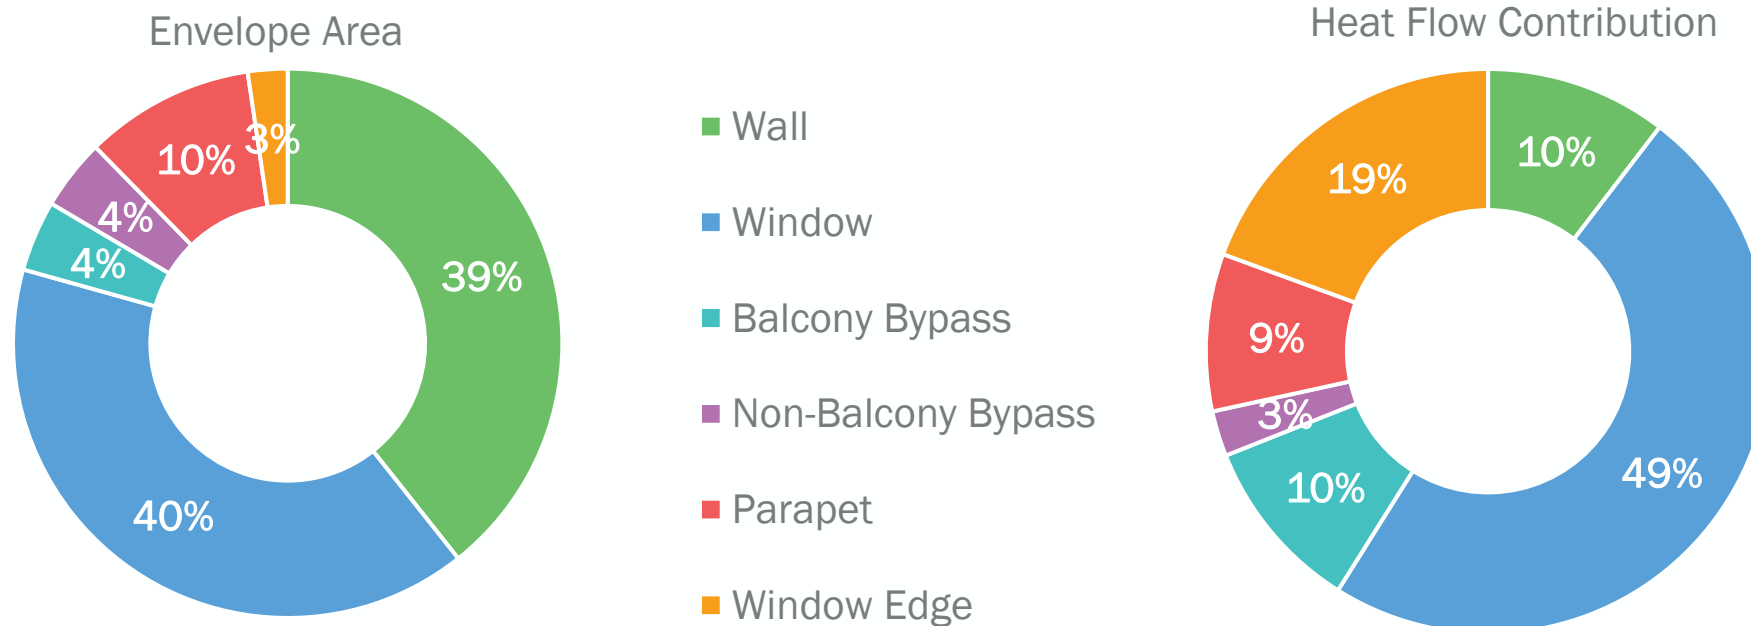 Envelope Area
39%
40%
4%
4%
10%
3%
Wall
Window
Balcony Bypass
Non-Balcony Bypass
Parapet
Window Edge
Heat Flow Contribution
10%
49%
10%
3%
9%
19%